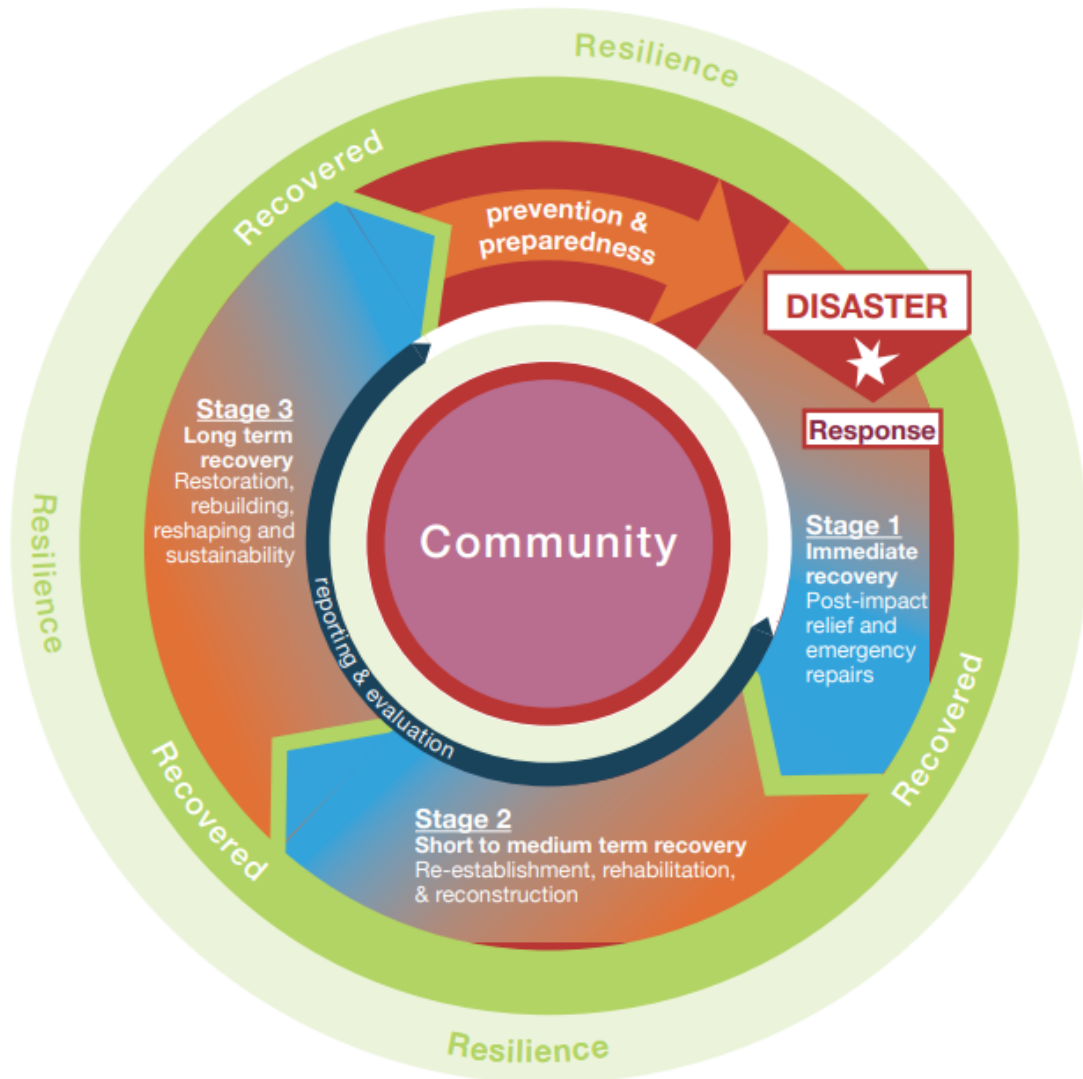 Resilience
Recovered
prevention &
preparedness
DISASTER
Response
Stage 1
Immediate
recovery
Post-impact
relief and
emergency
repairs
Recovered
Stage 2
Short to medium term recovery
Re-establishment, rehabilitation,
& reconstruction
Recovered
Stage 3
Long term
recovery
Restoration,
rebuilding,
reshaping and
sustainability
reporting & evaluation
Community
Resilience
Resilience